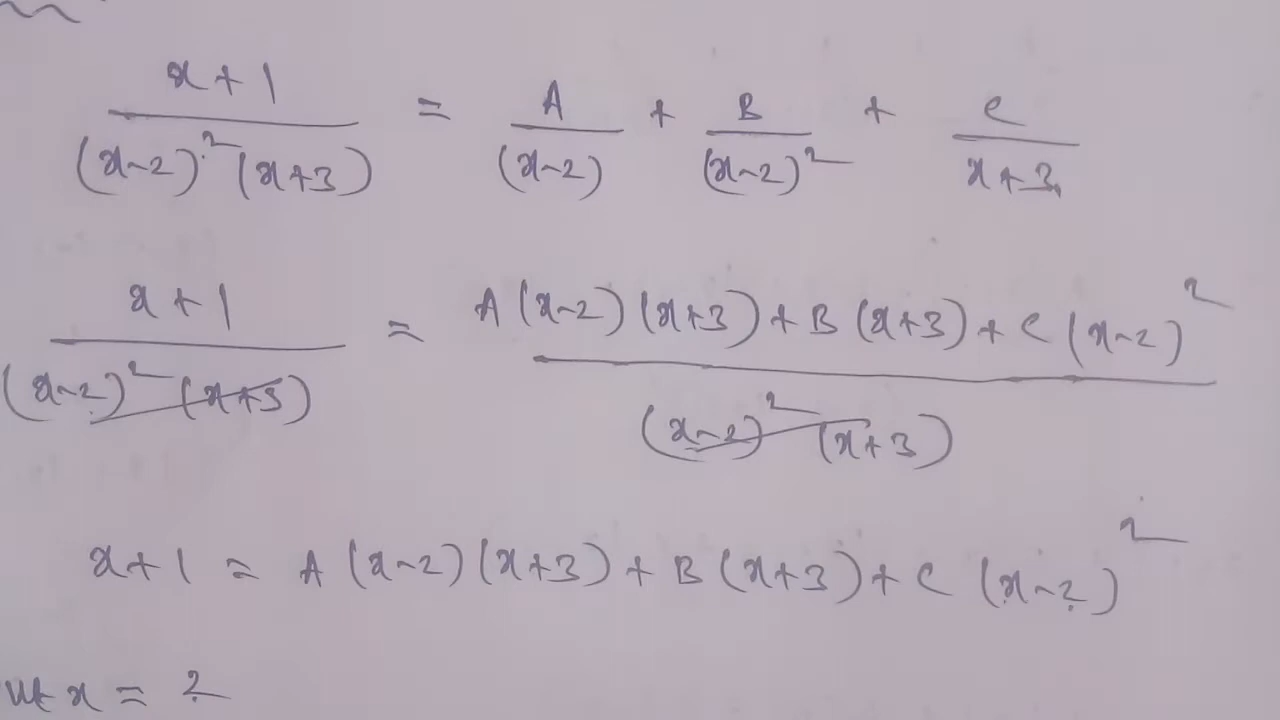 x+1 / (x-2)² (x+3) = A / (x-2) + B / (x-2)² + C / x+3
x+1 / (x-2)² (x+3) = A (x-2) (x+3) + B (x+3) + C (x-2)² / (x-2)² (x+3)
x+1 = A (x-2) (x+3) + B (x+3) + C (x-2)²
x = 2